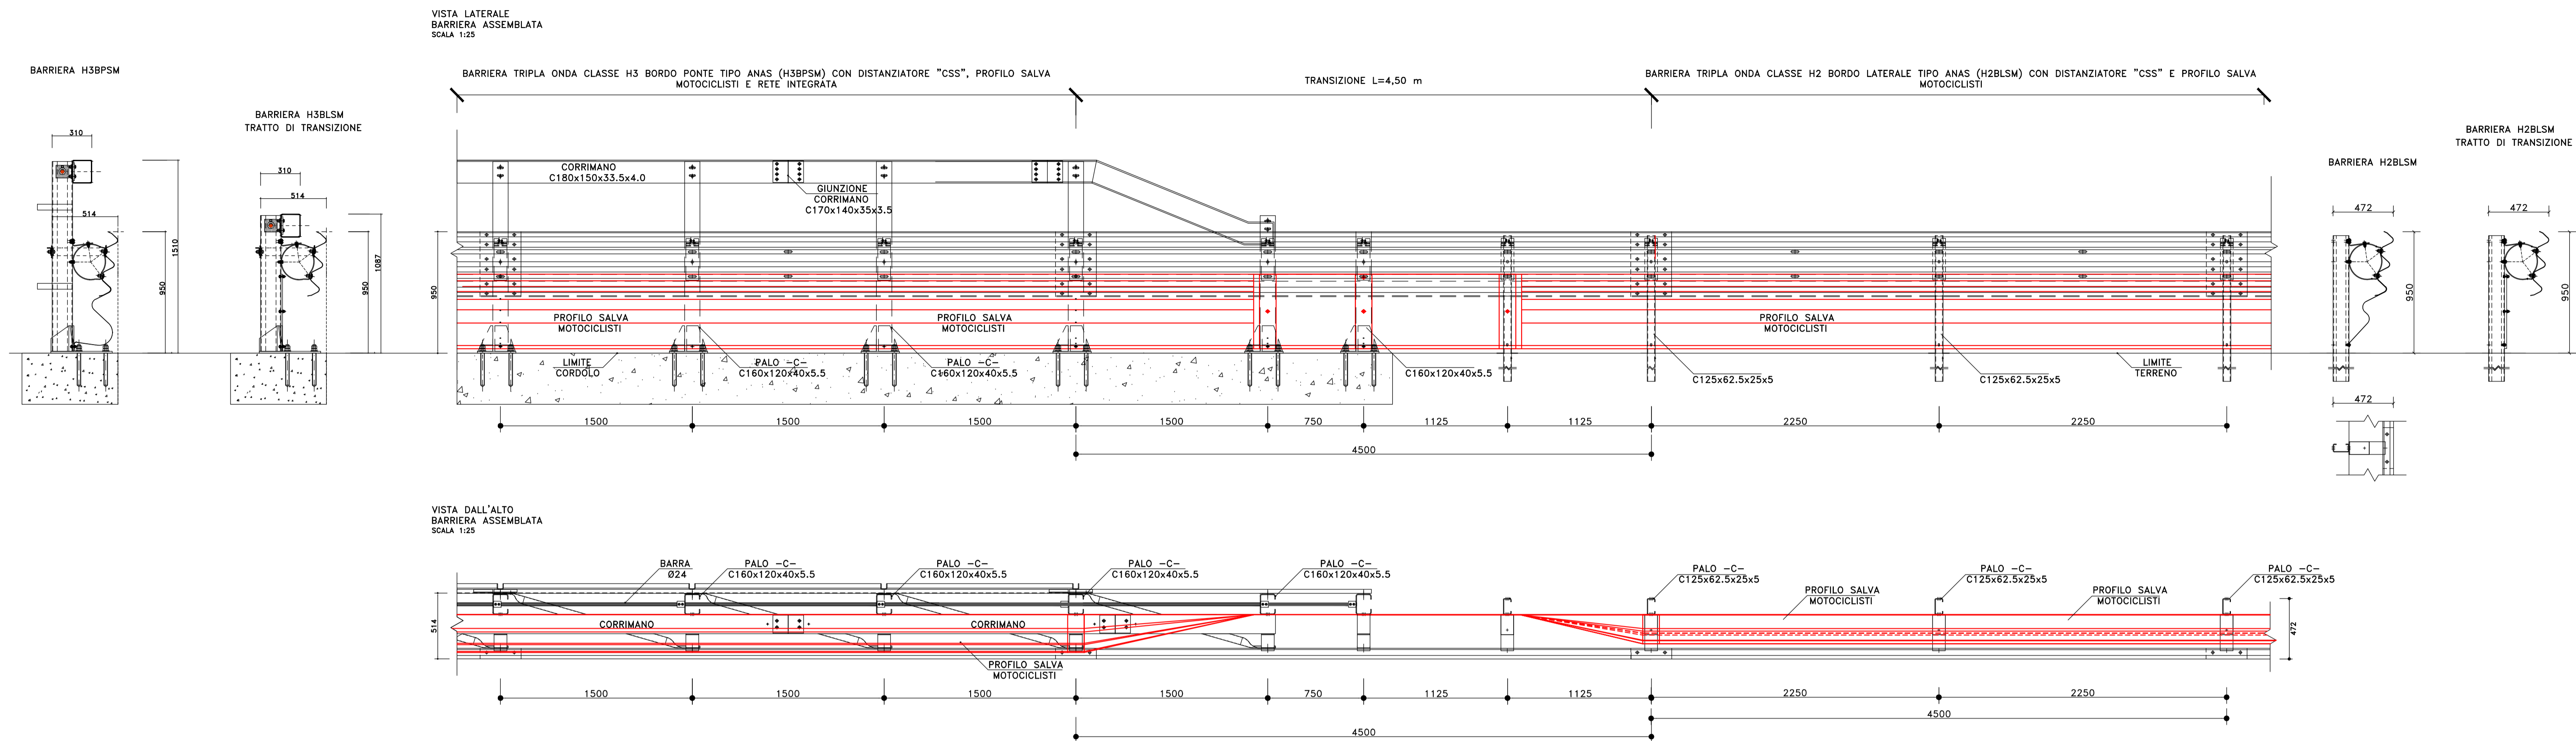 VISTA LATERALE
BARRIERA ASSEMBLATA
SCALA 1:25
BARRIERA H3BPSM
310
514
950
1510
BARRIERA H3BLSM
TRATTO DI TRANSIZIONE
310
514
950
1087
BARRIERA TRIPLA ONDA CLASSE H3 BORDO PONTE TIPO ANAS (H3BPSM) CON DISTANZIATORE "CSS", PROFILO SALVA
MOTOCICLISTI E RETE INTEGRATA
TRANSIZIONE L=4,50 m
BARRIERA TRIPLA ONDA CLASSE H2 BORDO LATERALE TIPO ANAS (H2BLSM) CON DISTANZIATORE "CSS" E PROFILO SALVA
MOTOCICLISTI
CORRIMANO
C180x150x33.5x4.0
GIUNZIONE
CORRIMANO
C170x140x35x3.5
950
PROFILO SALVA
MOTOCICLISTI
PROFILO SALVA
MOTOCICLISTI
PROFILO SALVA
MOTOCICLISTI
LIMITE
CORDOLO
PALO -C-
C160x120x40x5.5
PALO -C-
C160x120x40x5.5
C160x120x40x5.5
C125x62.5x25x5
C125x62.5x25x5
LIMITE
TERRENO
1500
1500
1500
1500
750
1125
1125
2250
2250
4500
BARRIERA H2BLSM
472
950
472
BARRIERA H2BLSM
TRATTO DI TRANSIZIONE
472
950
VISTA DALL'ALTO
BARRIERA ASSEMBLATA
SCALA 1:25
BARRA
Ø24
PALO -C-
C160x120x40x5.5
PALO -C-
C160x120x40x5.5
PALO -C-
C160x120x40x5.5
PALO -C-
C160x120x40x5.5
PALO -C-
C125x62.5x25x5
PALO -C-
C125x62.5x25x5
PALO -C-
C125x62.5x25x5
PROFILO SALVA
MOTOCICLISTI
PROFILO SALVA
MOTOCICLISTI
514
CORRIMANO
CORRIMANO
472
PROFILO SALVA
MOTOCICLISTI
1500
1500
1500
1500
750
1125
1125
2250
2250
4500
4500